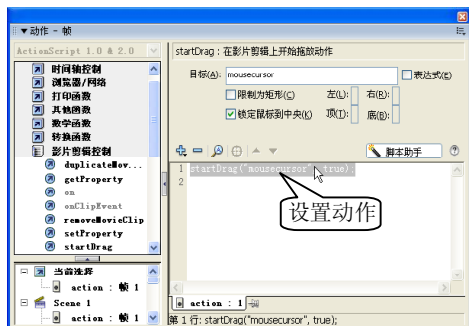 动作 - 帧
ActionScript 1.0 & 2.0
时间轴控制
浏览器/网络
打印函数
其他函数
数学函数
转换函数
影片剪辑控制
duplicateMov...
getProperty
on
onClipEvent
removeMovieClip
setProperty
startDrag
当前选择
action : 帧 1
Scene 1
action : 帧 1
startDrag : 在影片剪辑上开始拖放动作
目标(A): mousecursor
表达式(E)
限制为矩形(C) 左(L): 右(R):
锁定鼠标到中央(K) 顶(T): 底(B):
脚本助手
1 startDrag("mousecursor", true);
2
设置动作
action : 1
第 1 行: startDrag("mousecursor", true);